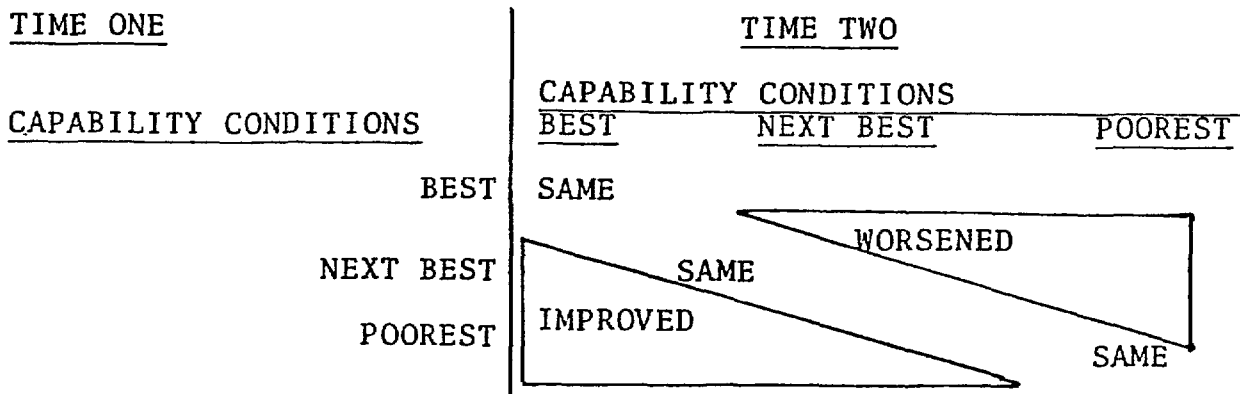 TIME ONE
TIME TWO
CAPABILITY CONDITIONS
CAPABILITY CONDITIONS
BEST NEXT BEST POOREST
BEST SAME
WORSENED
NEXT BEST SAME
POOREST IMPROVED
SAME